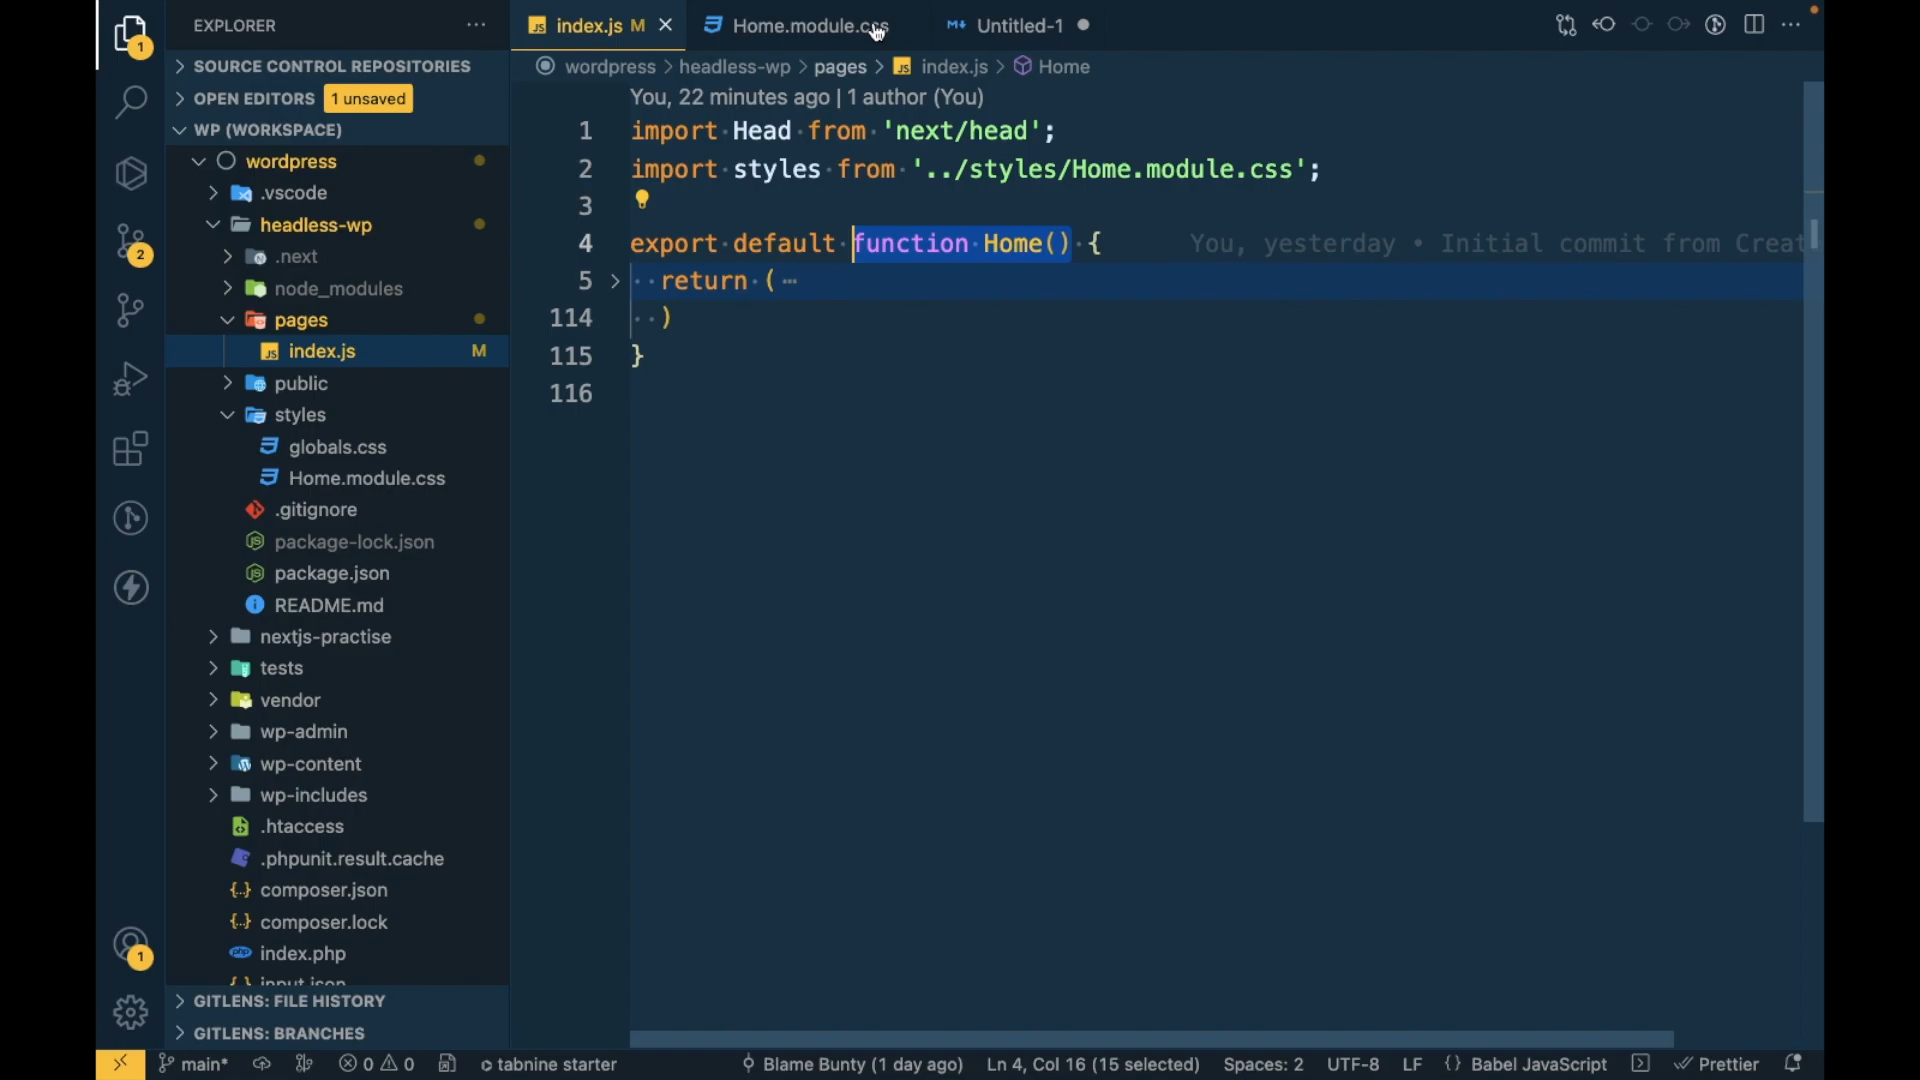 EXPLORER
index.js M
Home.module.css
Untitled-1
1
SOURCE CONTROL REPOSITORIES
OPEN EDITORS 1 unsaved
WP (WORKSPACE)
wordpress
.vscode
headless-wp
.next
node_modules
pages
index.js M
public
styles
globals.css
Home.module.css
.gitignore
package-lock.json
package.json
README.md
nextjs-practise
tests
vendor
wp-admin
wp-content
wp-includes
.htaccess
.phpunit.result.cache
composer.json
composer.lock
index.php
input.json
GITLENS: FILE HISTORY
GITLENS: BRANCHES
2
1
wordpress > headless-wp > pages > index.js > Home
You, 22 minutes ago | 1 author (You)
1 import Head from 'next/head';
2 import styles from '../styles/Home.module.css';
3
4 export default function Home() { You, yesterday • Initial commit from Creat
5 return ( ⋯
114 )
115 }
116
main* 0 0 tabnine starter Blame Bunty (1 day ago) Ln 4, Col 16 (15 selected) Spaces: 2 UTF-8 LF {} Babel JavaScript Prettier